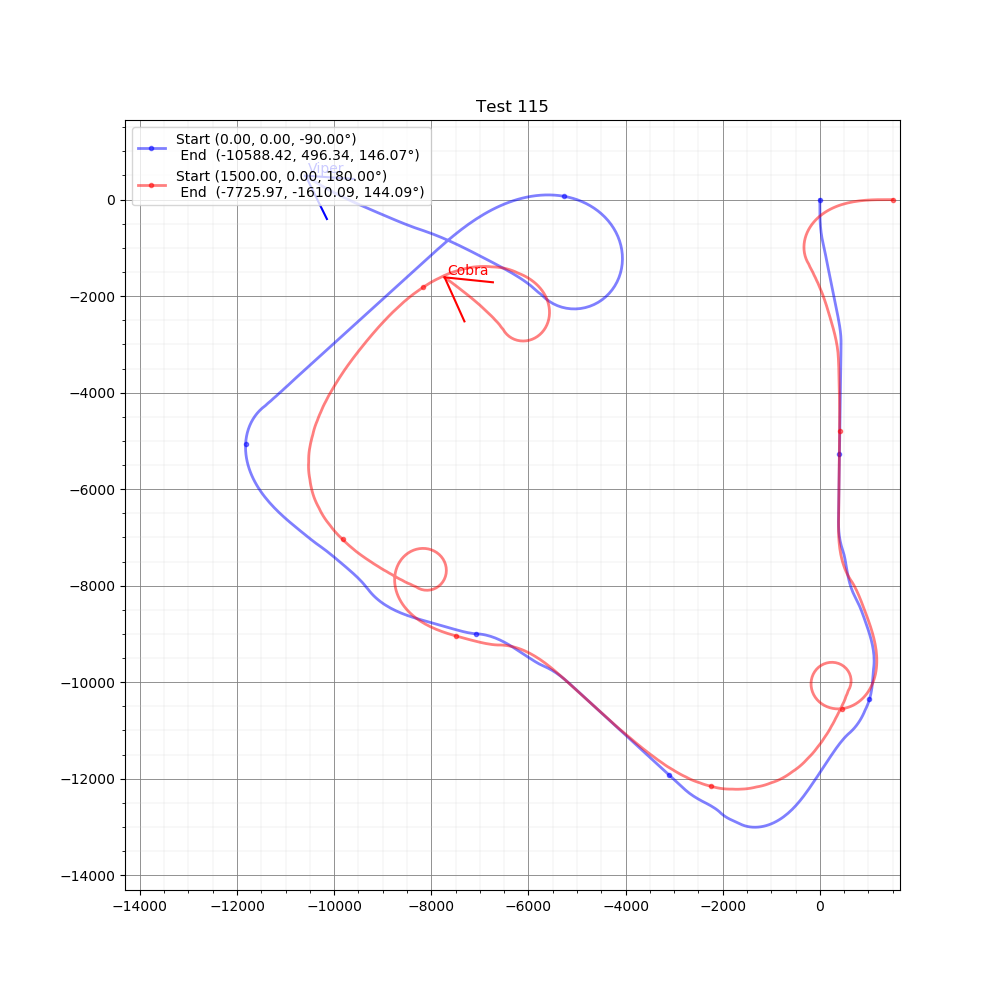 Test 115
Start (0.00, 0.00, -90.00°)
End  (-10588.42, 496.34, 146.07°)
Start (1500.00, 0.00, 180.00°)
End  (-7725.97, -1610.09, 144.09°)
Viper
Cobra
0
−2000
−4000
−6000
−8000
−10000
−12000
−14000
−14000 −12000 −10000 −8000 −6000 −4000 −2000 0